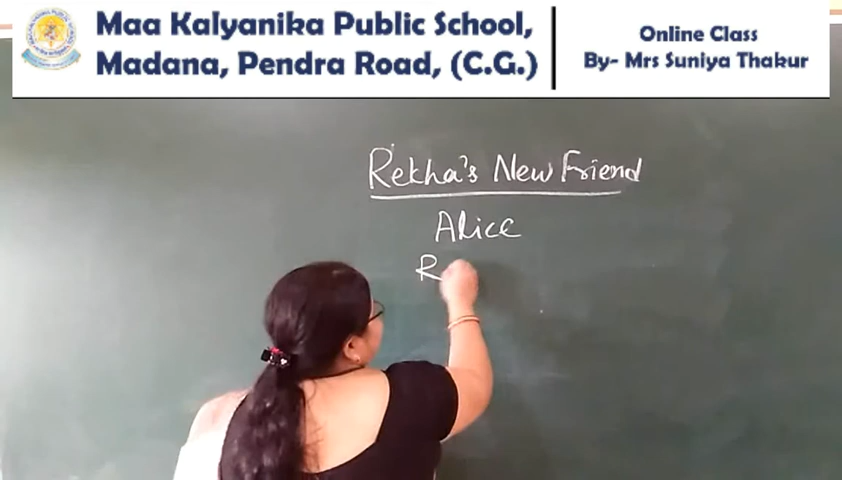 Maa Kalyanika Public School,
Madana, Pendra Road, (C.G.)
Online Class
By- Mrs Suniya Thakur
Rekha's New Friend
Alice
R